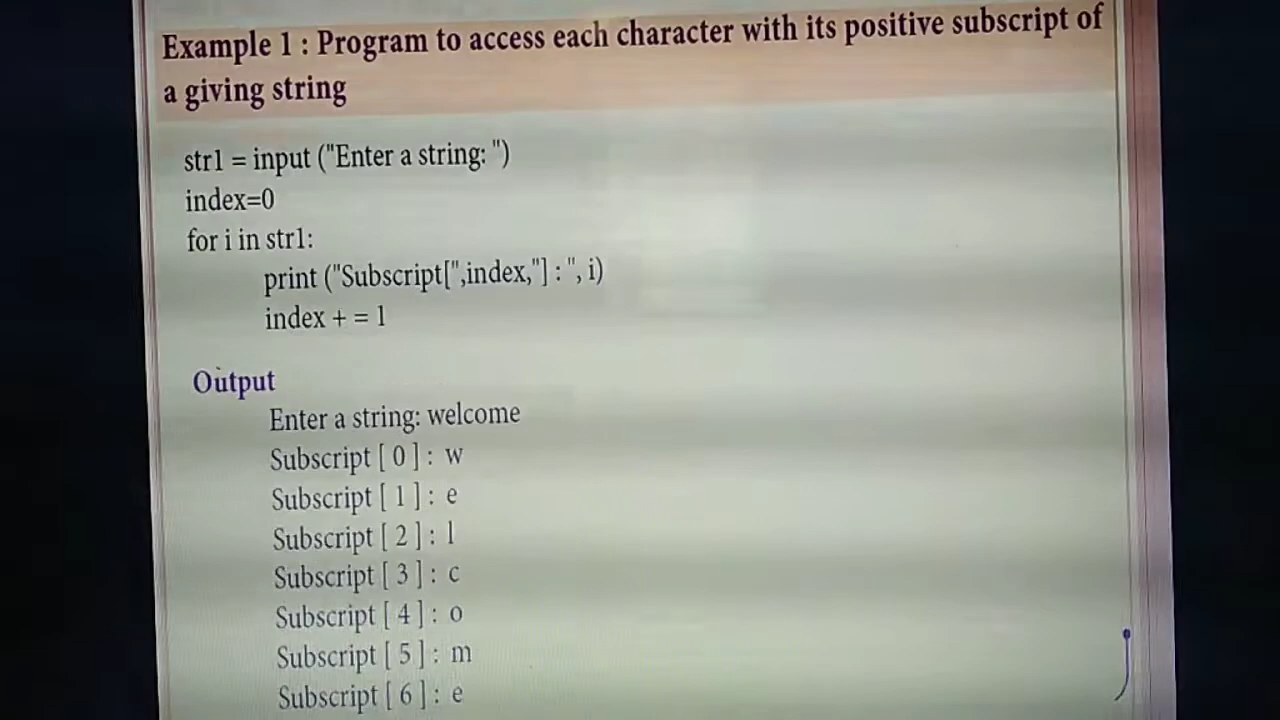 Example 1 : Program to access each character with its positive subscript of
a giving string
str1 = input ("Enter a string: ")
index=0
for i in str1:
print ("Subscript[",index,"] : ", i)
index + = 1
Output
Enter a string: welcome
Subscript [ 0 ] : w
Subscript [ 1 ] : e
Subscript [ 2 ] : l
Subscript [ 3 ] : c
Subscript [ 4 ] : o
Subscript [ 5 ] : m
Subscript [ 6 ] : e